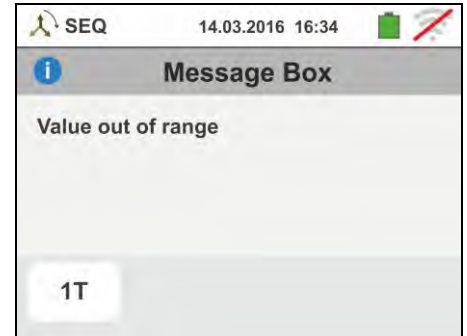 SEQ 14.03.2016 16:34
i Message Box
Value out of range
1T